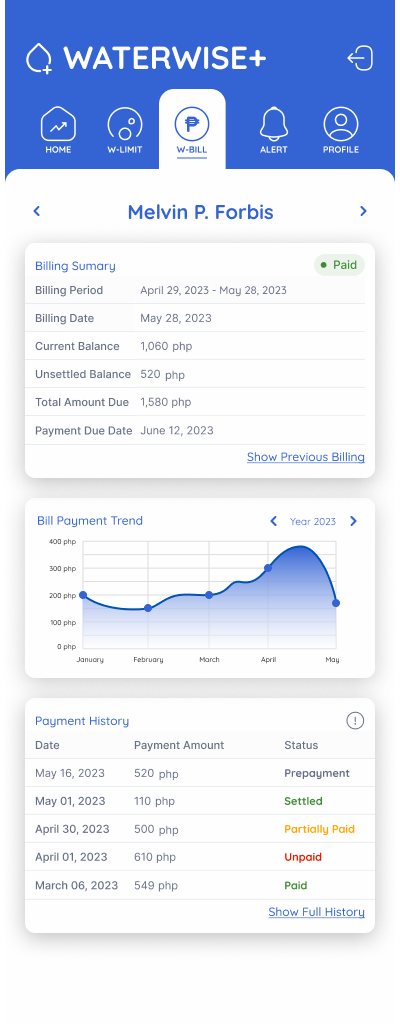 WATERWISE+
HOME W-LIMIT W-BILL ALERT PROFILE
Melvin P. Forbis
Billing Sumary Paid
Billing Period April 29, 2023 - May 28, 2023
Billing Date May 28, 2023
Current Balance 1,060 php
Unsettled Balance 520 php
Total Amount Due 1,580 php
Payment Due Date June 12, 2023
Show Previous Billing
Bill Payment Trend Year 2023
400 php
300 php
200 php
100 php
0 php
January February March April May
Payment History
Date Payment Amount Status
May 16, 2023 520 php Prepayment
May 01, 2023 110 php Settled
April 30, 2023 500 php Partially Paid
April 01, 2023 610 php Unpaid
March 06, 2023 549 php Paid
Show Full History